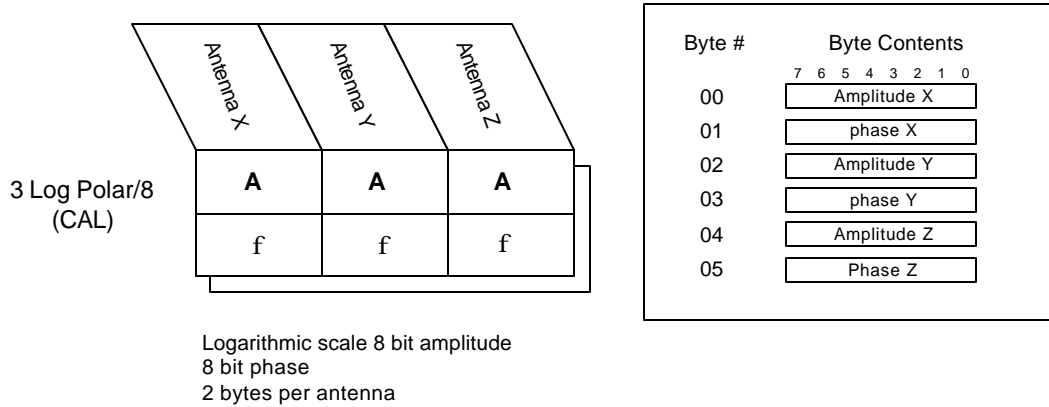 Antenna X
Antenna Y
Antenna Z
3 Log Polar/8
(CAL)
A A A
f f f
Logarithmic scale 8 bit amplitude
8 bit phase
2 bytes per antenna
Byte # Byte Contents
7 6 5 4 3 2 1 0
00 Amplitude X
01 phase X
02 Amplitude Y
03 phase Y
04 Amplitude Z
05 Phase Z